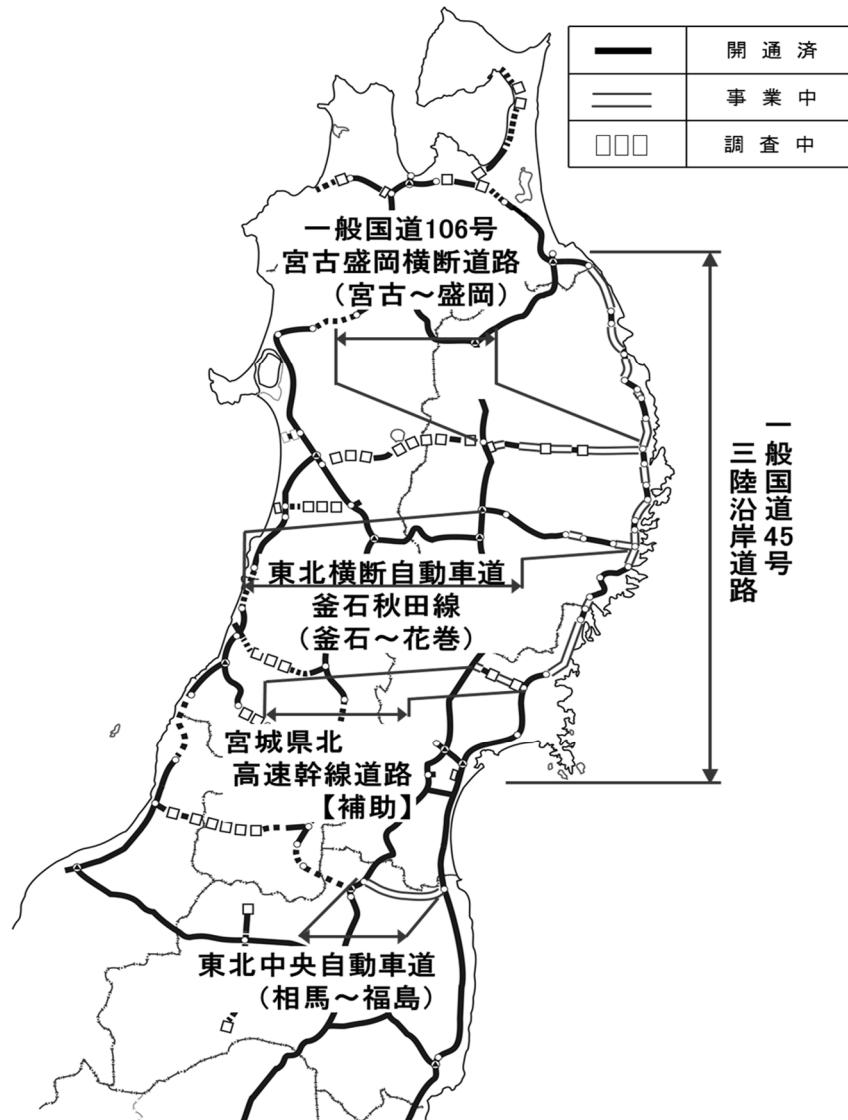 開通済
事業中
調査中
一般国道106号
宮古盛岡横断道路
（宮古～盛岡）
一般国道45号
三陸沿岸道路
東北横断自動車道
釜石秋田線
（釜石～花巻）
宮城県北
高速幹線道路
【補助】
東北中央自動車道
（相馬～福島）